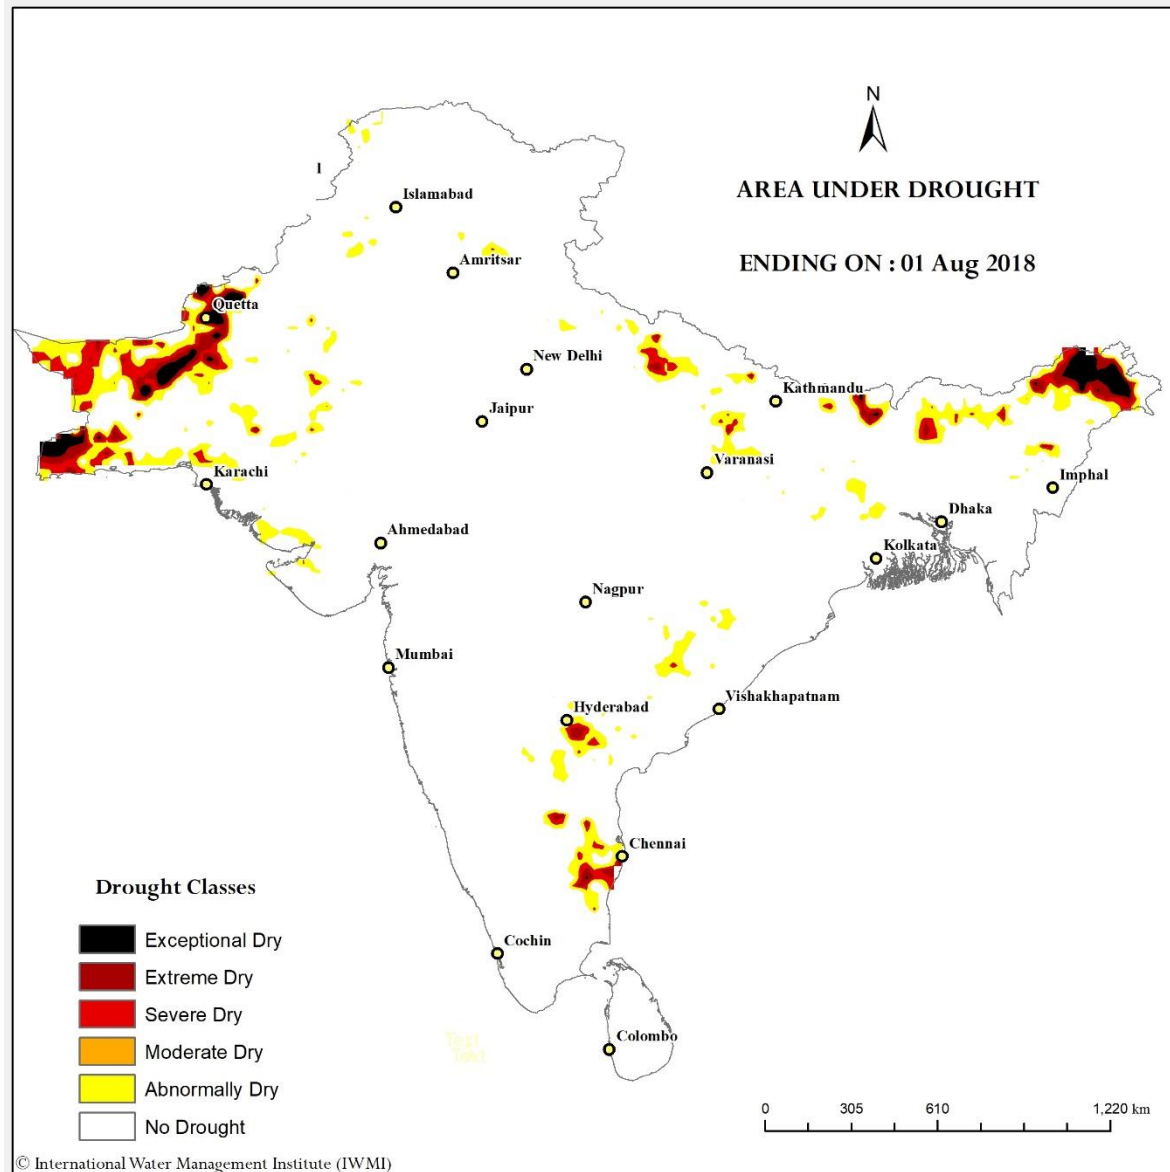 N
AREA UNDER DROUGHT
ENDING ON : 01 Aug 2018
l
Islamabad
Amritsar
Quetta
New Delhi
Kathmandu
Jaipur
Varanasi
Karachi
Imphal
Dhaka
Ahmedabad
Kolkata
Nagpur
Mumbai
Vishakhapatnam
Hyderabad
Chennai
Cochin
Colombo
Text
Text
Drought Classes
Exceptional Dry
Extreme Dry
Severe Dry
Moderate Dry
Abnormally Dry
No Drought
0 305 610 1,220 km
© International Water Management Institute (IWMI)